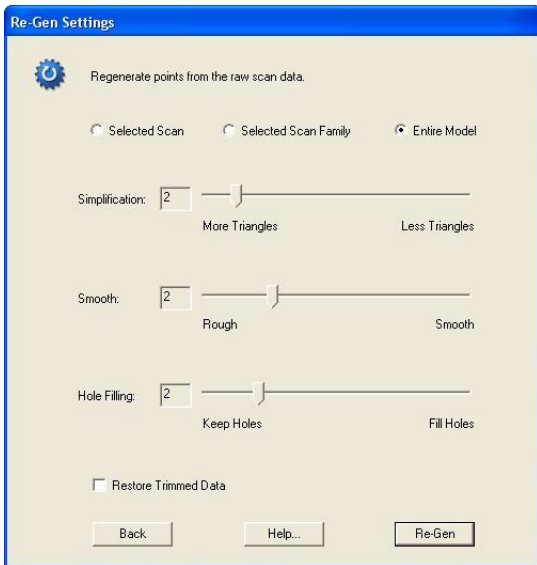 Re-Gen Settings
Regenerate points from the raw scan data.
Selected Scan Selected Scan Family Entire Model
Simplification: 2
More Triangles Less Triangles
Smooth: 2
Rough Smooth
Hole Filling: 2
Keep Holes Fill Holes
Restore Trimmed Data
Back Help... Re-Gen